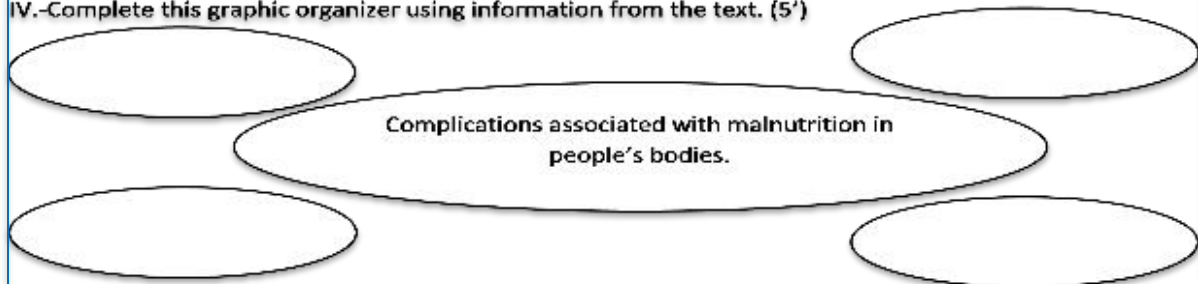 IV.-Complete this graphic organizer using information from the text. (5’)
Complications associated with malnutrition in
people’s bodies.